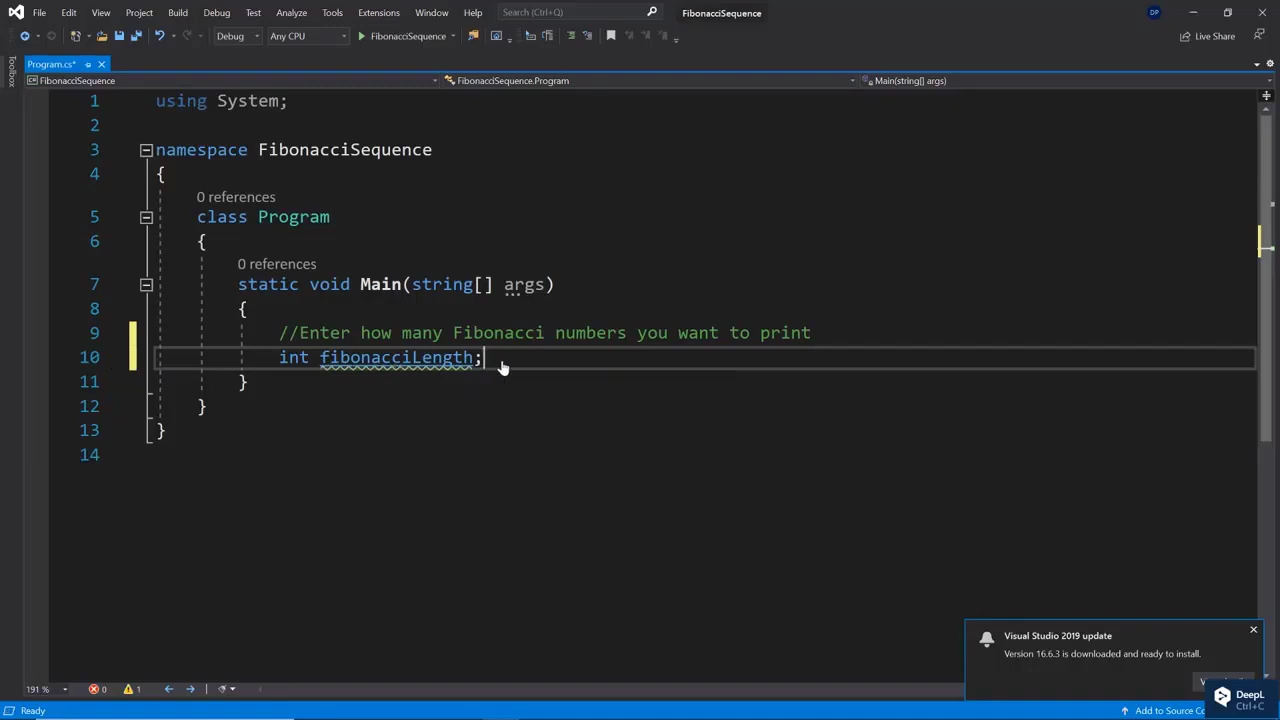 File Edit View Project Build Debug Test Analyze Tools Extensions Window Help Search (Ctrl+Q) FibonacciSequence DP
Debug Any CPU FibonacciSequence Live Share
Program.cs*
FibonacciSequence FibonacciSequence.Program Main(string[] args)
Toolbox
1 using System;
2
3 namespace FibonacciSequence
4 {
0 references
5 class Program
6 {
0 references
7 static void Main(string[] args)
8 {
9 //Enter how many Fibonacci numbers you want to print
10 int fibonacciLength;
11 }
12 }
13 }
14
Visual Studio 2019 update
Version 16.6.3 is downloaded and ready to install.
191 % 0 1
DeepL
Ctrl+C
Ready Add to Source